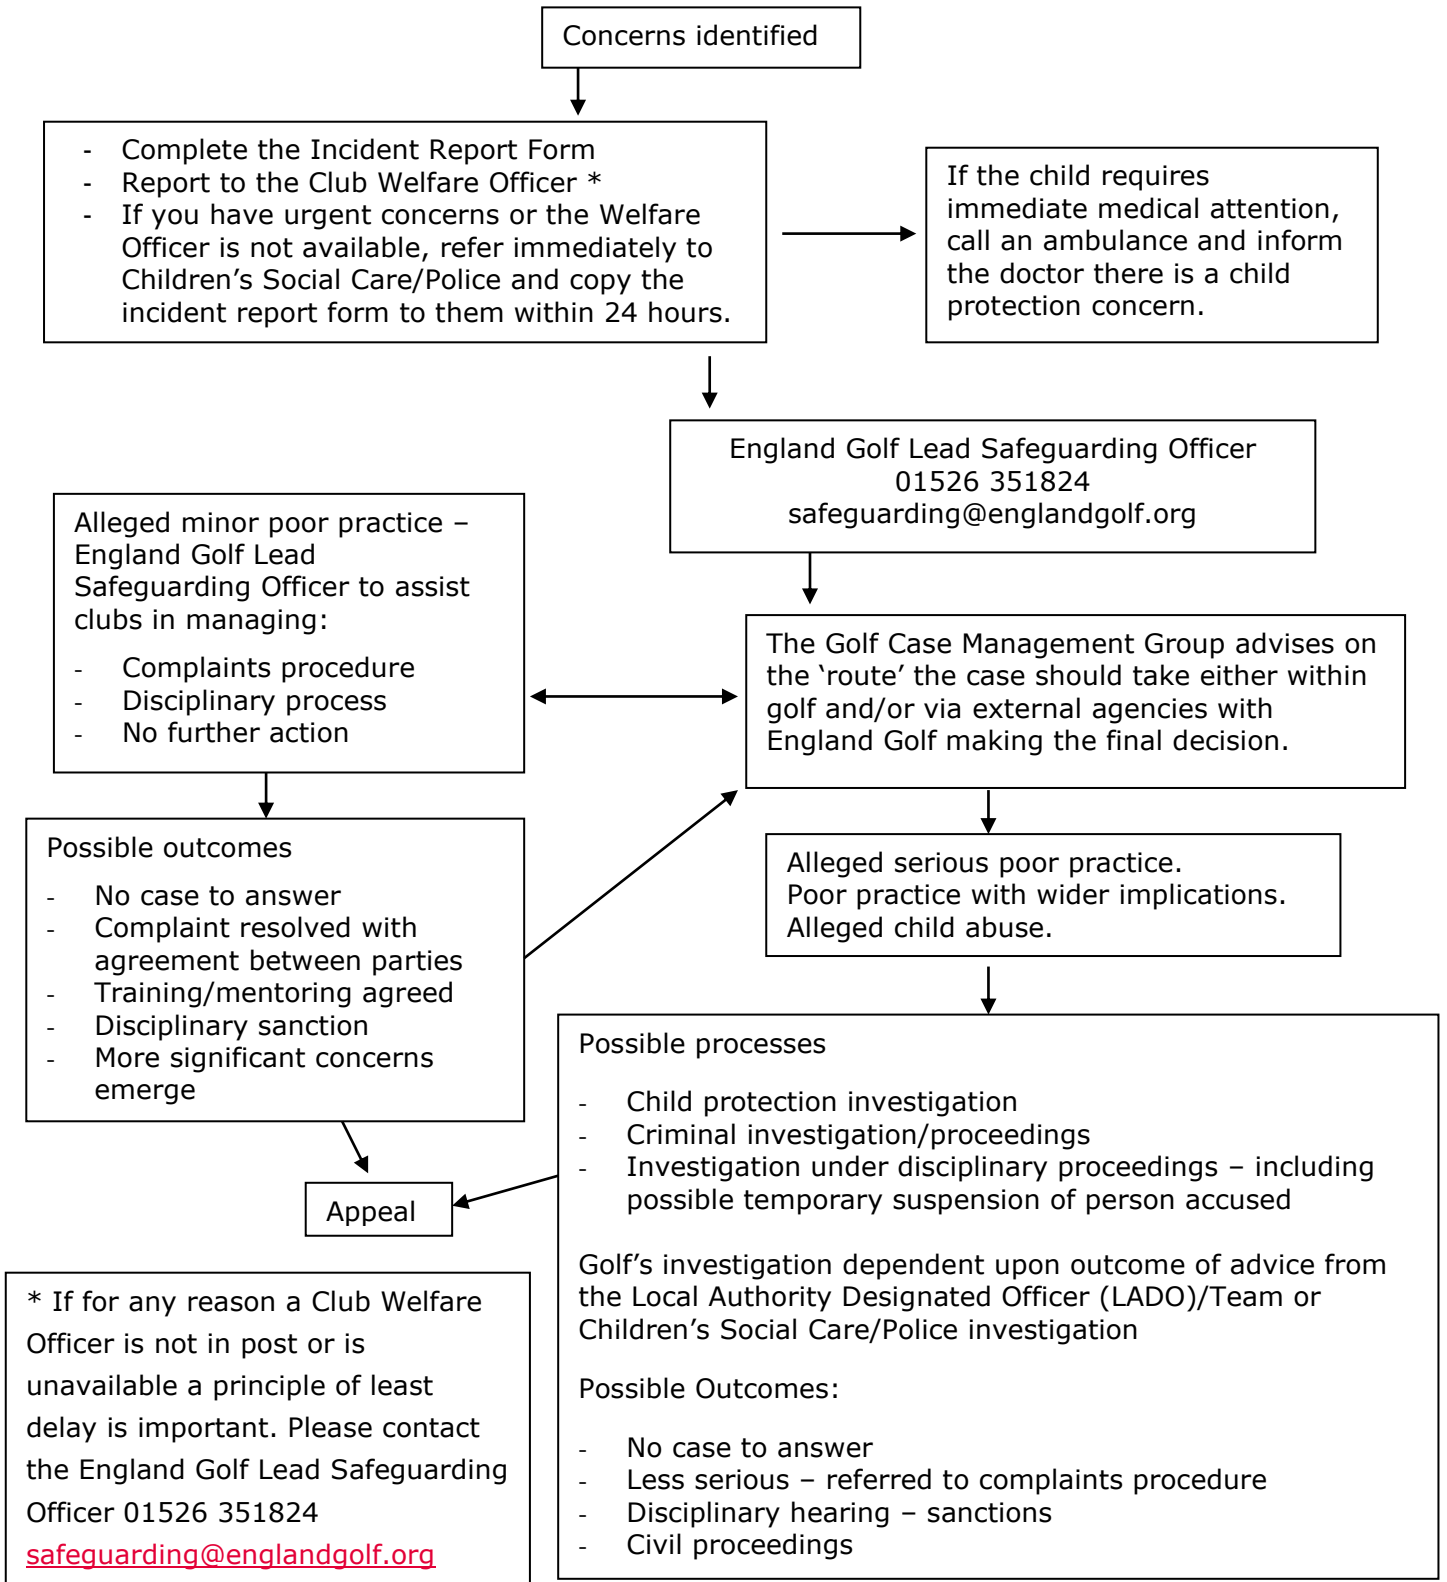 Concerns identified
- Complete the Incident Report Form
- Report to the Club Welfare Officer *
- If you have urgent concerns or the Welfare
Officer is not available, refer immediately to
Children’s Social Care/Police and copy the
incident report form to them within 24 hours.
If the child requires
immediate medical attention,
call an ambulance and inform
the doctor there is a child
protection concern.
England Golf Lead Safeguarding Officer
01526 351824
safeguarding@englandgolf.org
Alleged minor poor practice –
England Golf Lead
Safeguarding Officer to assist
clubs in managing:
- Complaints procedure
- Disciplinary process
- No further action
The Golf Case Management Group advises on
the ‘route’ the case should take either within
golf and/or via external agencies with
England Golf making the final decision.
Possible outcomes
- No case to answer
- Complaint resolved with
agreement between parties
- Training/mentoring agreed
- Disciplinary sanction
- More significant concerns
emerge
Alleged serious poor practice.
Poor practice with wider implications.
Alleged child abuse.
Possible processes
- Child protection investigation
- Criminal investigation/proceedings
- Investigation under disciplinary proceedings – including
possible temporary suspension of person accused
Golf’s investigation dependent upon outcome of advice from
the Local Authority Designated Officer (LADO)/Team or
Children’s Social Care/Police investigation
Possible Outcomes:
- No case to answer
- Less serious – referred to complaints procedure
- Disciplinary hearing – sanctions
- Civil proceedings
Appeal
* If for any reason a Club Welfare
Officer is not in post or is
unavailable a principle of least
delay is important. Please contact
the England Golf Lead Safeguarding
Officer 01526 351824
safeguarding@englandgolf.org